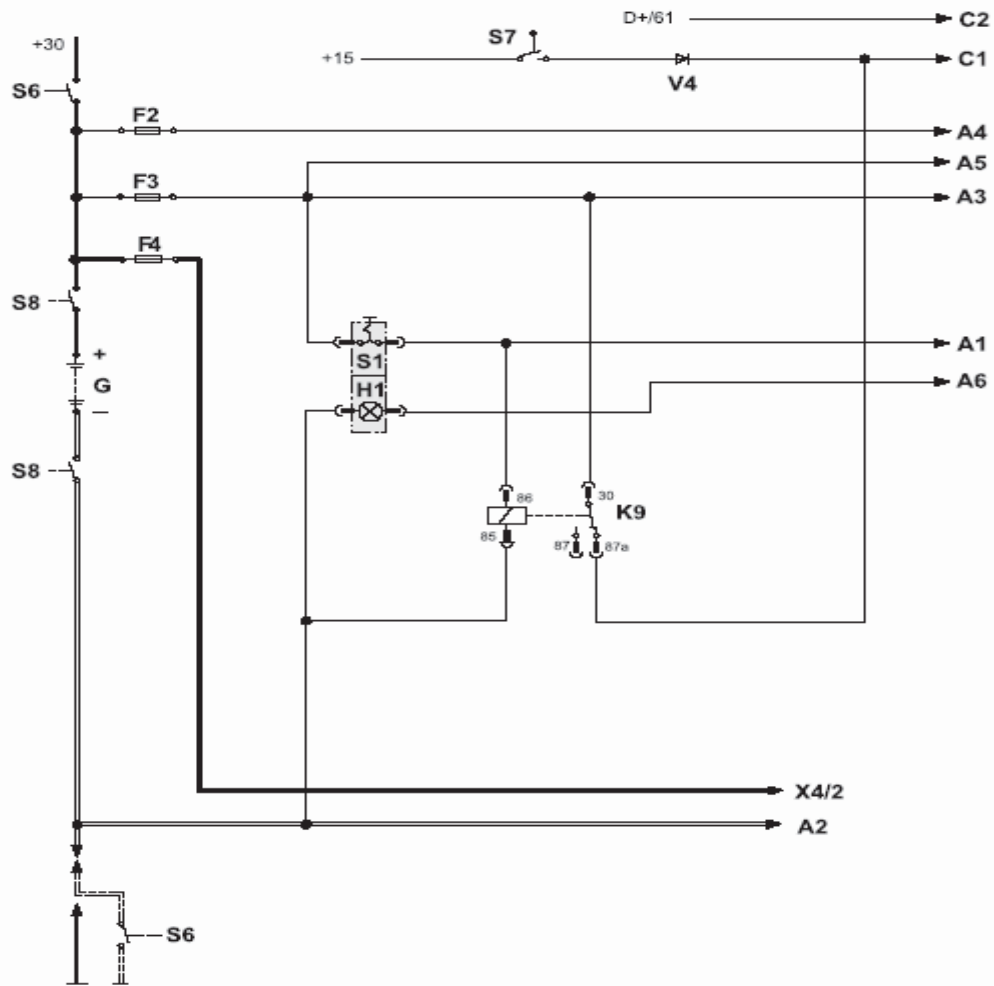 D+/61
C2
+30
S7
+15
C1
V4
S6
F2
A4
A5
F3
A3
F4
S8
+
G
–
S1
A1
H1
A6
S8
86
30
K9
85
87
87a
X4/2
A2
S6